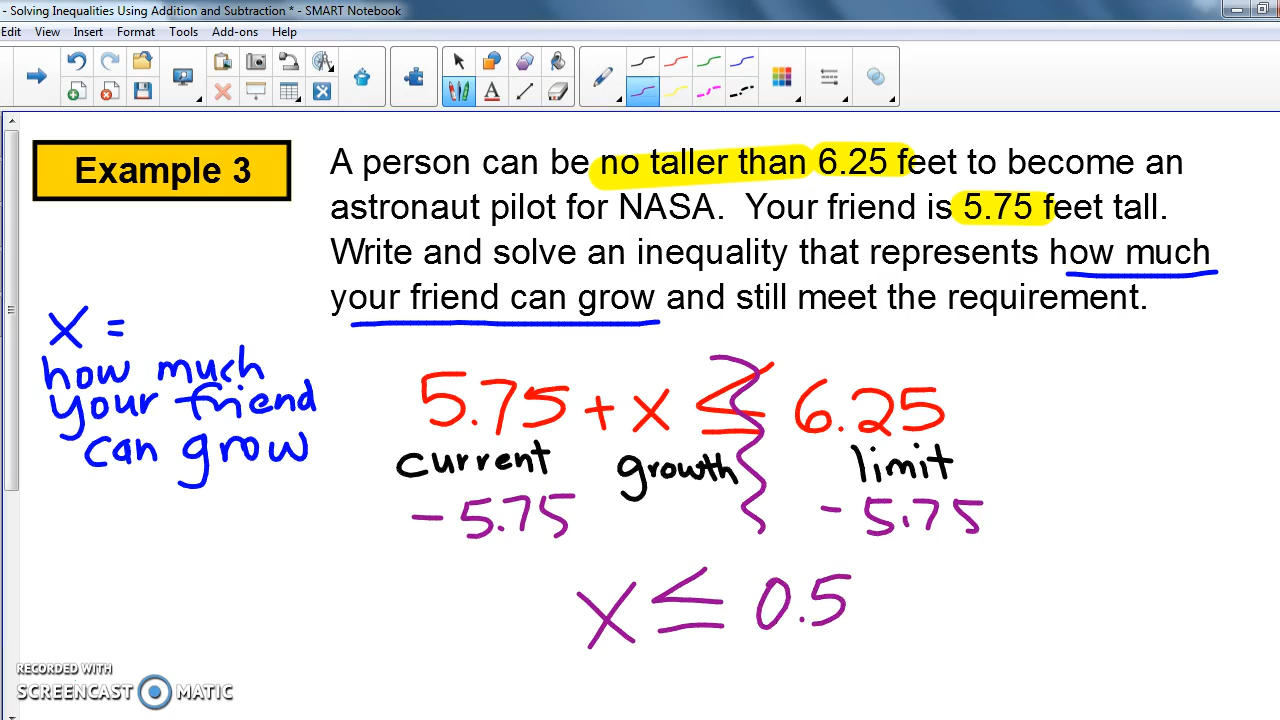 - Solving Inequalities Using Addition and Subtraction * - SMART Notebook
Edit View Insert Format Tools Add-ons Help
Example 3
A person can be no taller than 6.25 feet to become an
astronaut pilot for NASA. Your friend is 5.75 feet tall.
Write and solve an inequality that represents how much
your friend can grow and still meet the requirement.
x =
how much
your friend
can grow
5.75 + x ≤ 6.25
current growth limit
- 5.75 - 5.75
x ≤ 0.5
RECORDED WITH
SCREENCAST MATIC